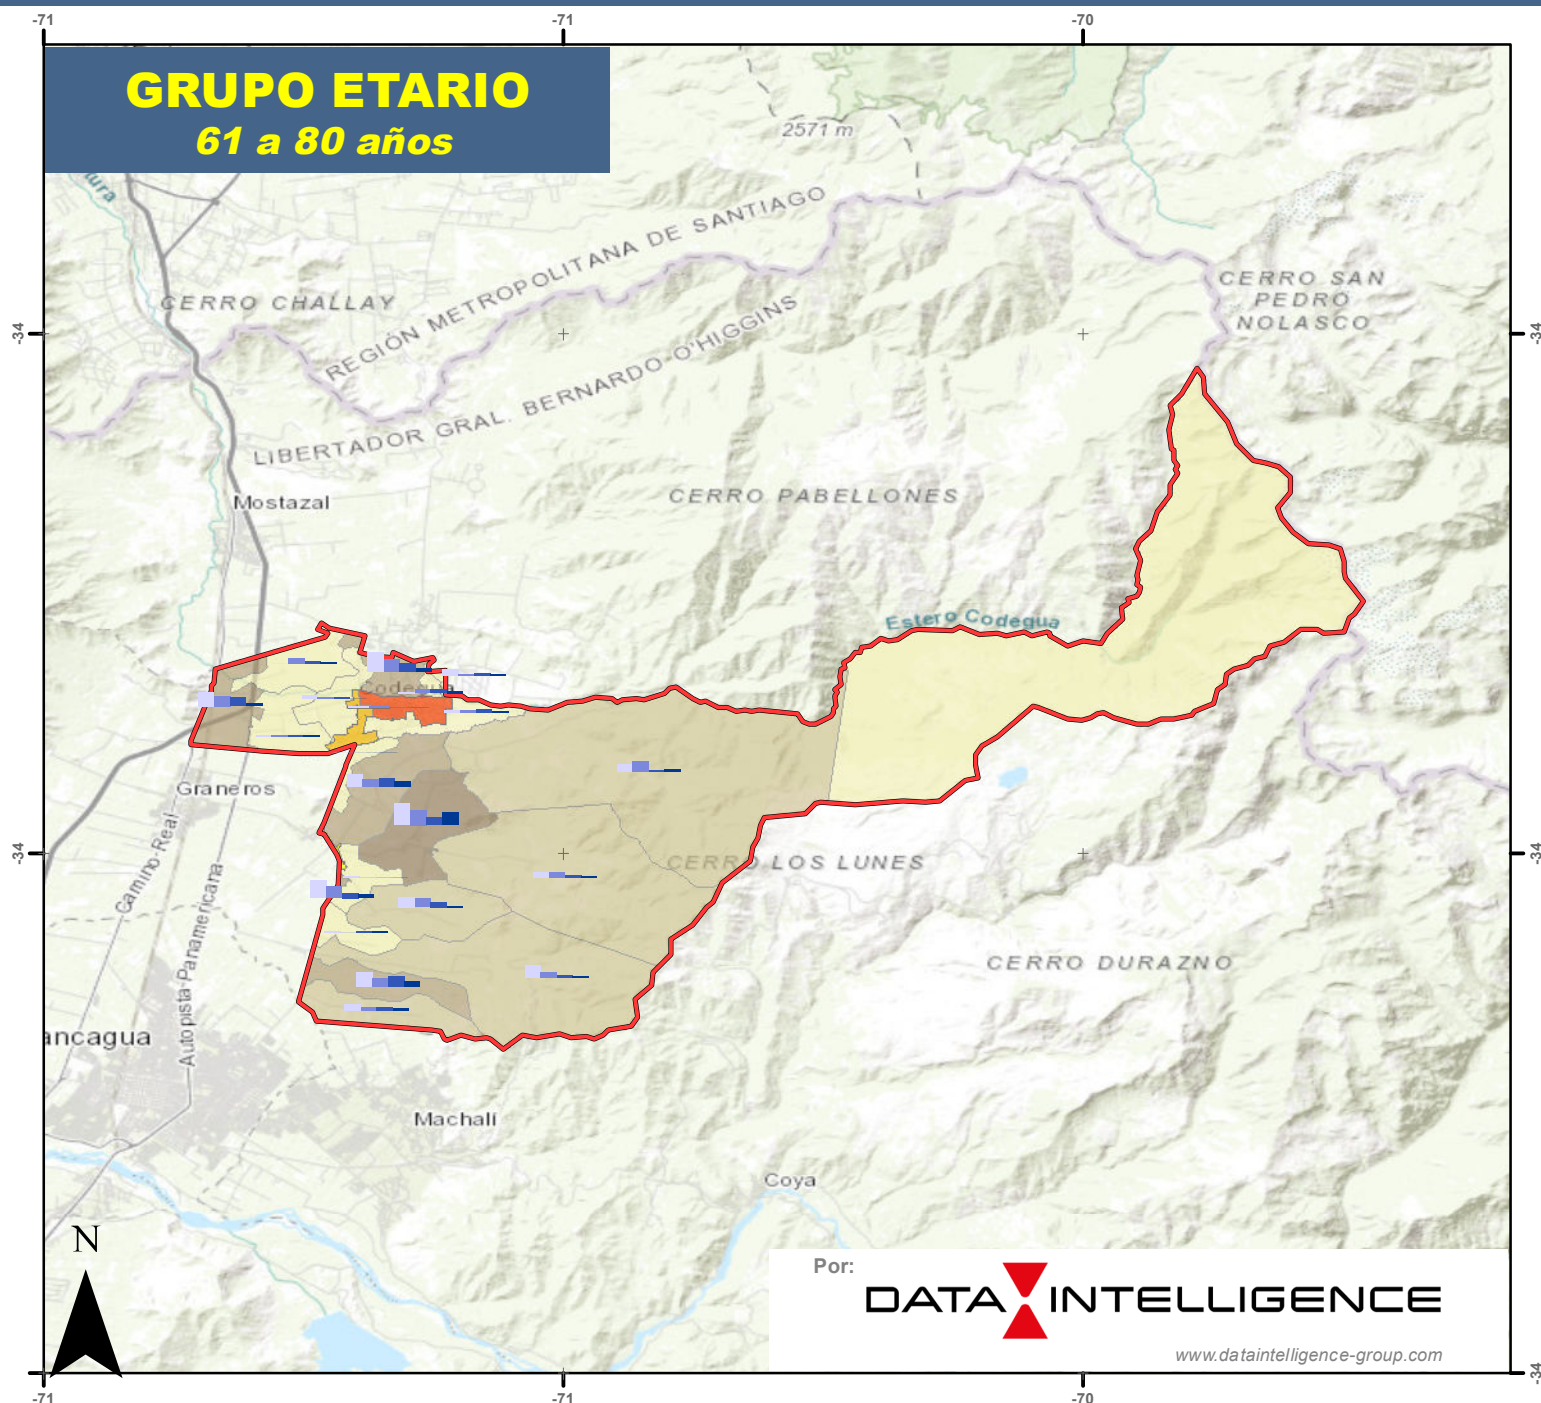 -71
-71
-70
GRUPO ETARIO
61 a 80 años
2571 m
REGIÓN METROPOLITANA DE SANTIAGO
LIBERTADOR GRAL. BERNARDO O'HIGGINS
CERRO CHALLAY
CERRO SAN
PEDRO
NOLASCO
-34
-34
Mostazal
CERRO PABELLONES
Estero Codegua
Codegua
Graneros
Camino Real
Autopista Panamericana
-34
-34
CERRO LOS LUNES
CERRO DURAZNO
ancagua
Machalí
Coya
N
Por:
DATA INTELLIGENCE
www.dataintelligence-group.com
-34
-71
-71
-70